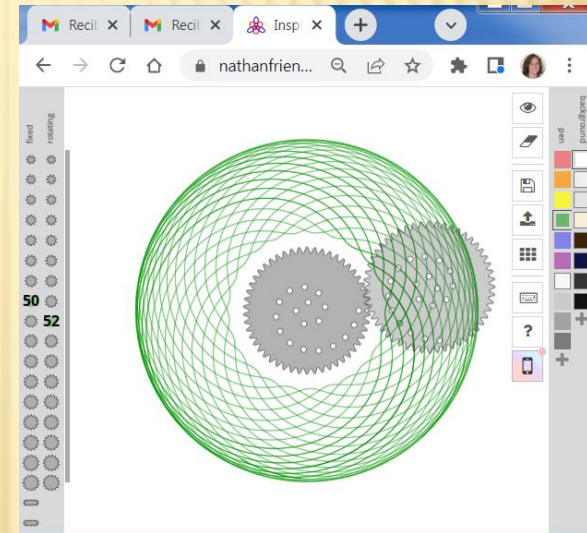 Recil
Recil
Insp
nathanfrien...
fixed
rotating
pen
background
50
52
?